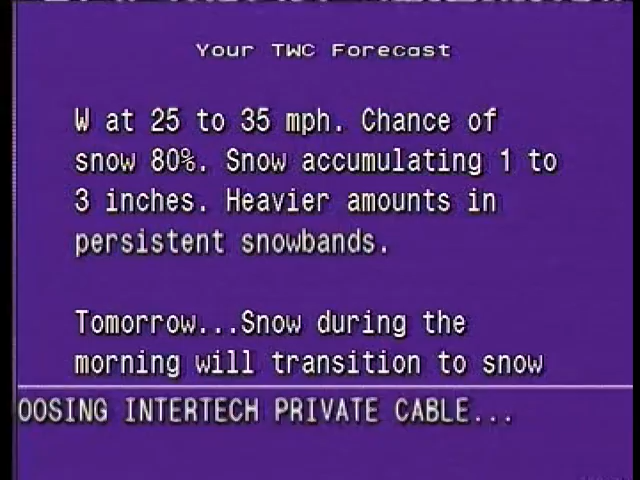 Your TWC Forecast
W at 25 to 35 mph. Chance of
snow 80%. Snow accumulating 1 to
3 inches. Heavier amounts in
persistent snowbands.
Tomorrow...Snow during the
morning will transition to snow
OOSING INTERTECH PRIVATE CABLE...